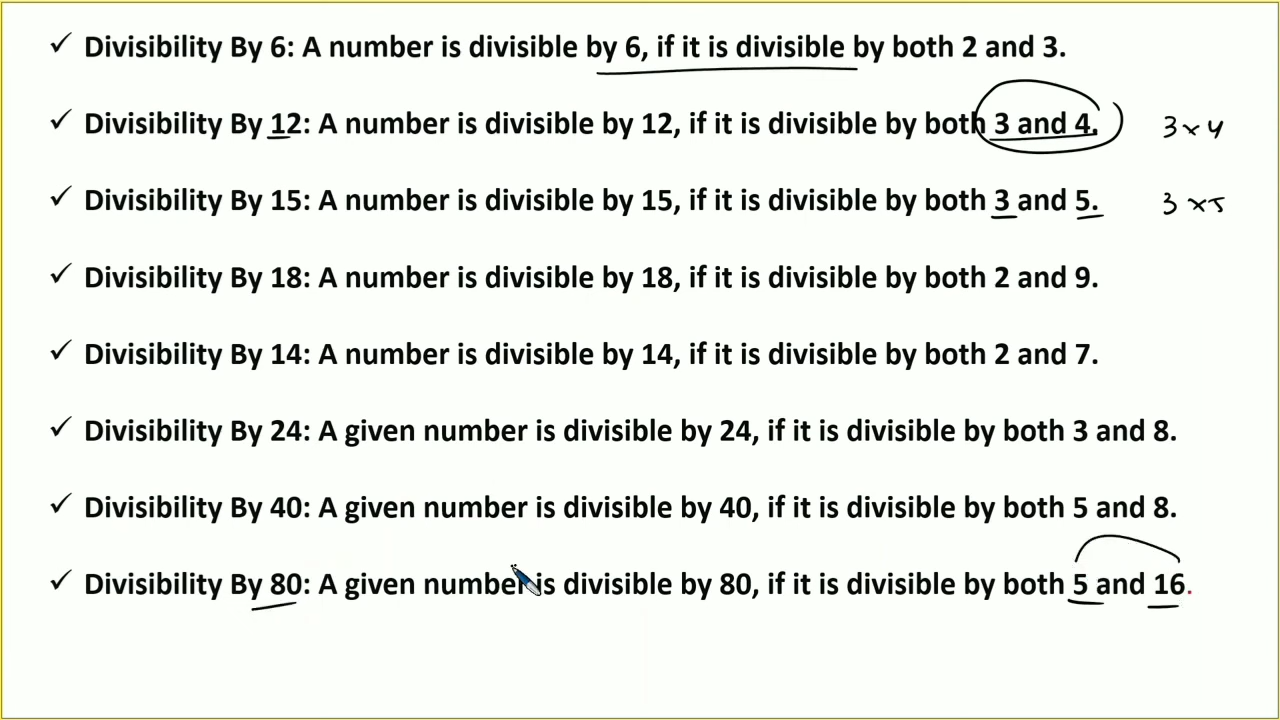 ✓ Divisibility By 6: A number is divisible by 6, if it is divisible by both 2 and 3.
✓ Divisibility By 12: A number is divisible by 12, if it is divisible by both 3 and 4. 3 × 4
✓ Divisibility By 15: A number is divisible by 15, if it is divisible by both 3 and 5. 3 × 5
✓ Divisibility By 18: A number is divisible by 18, if it is divisible by both 2 and 9.
✓ Divisibility By 14: A number is divisible by 14, if it is divisible by both 2 and 7.
✓ Divisibility By 24: A given number is divisible by 24, if it is divisible by both 3 and 8.
✓ Divisibility By 40: A given number is divisible by 40, if it is divisible by both 5 and 8.
✓ Divisibility By 80: A given number is divisible by 80, if it is divisible by both 5 and 16.